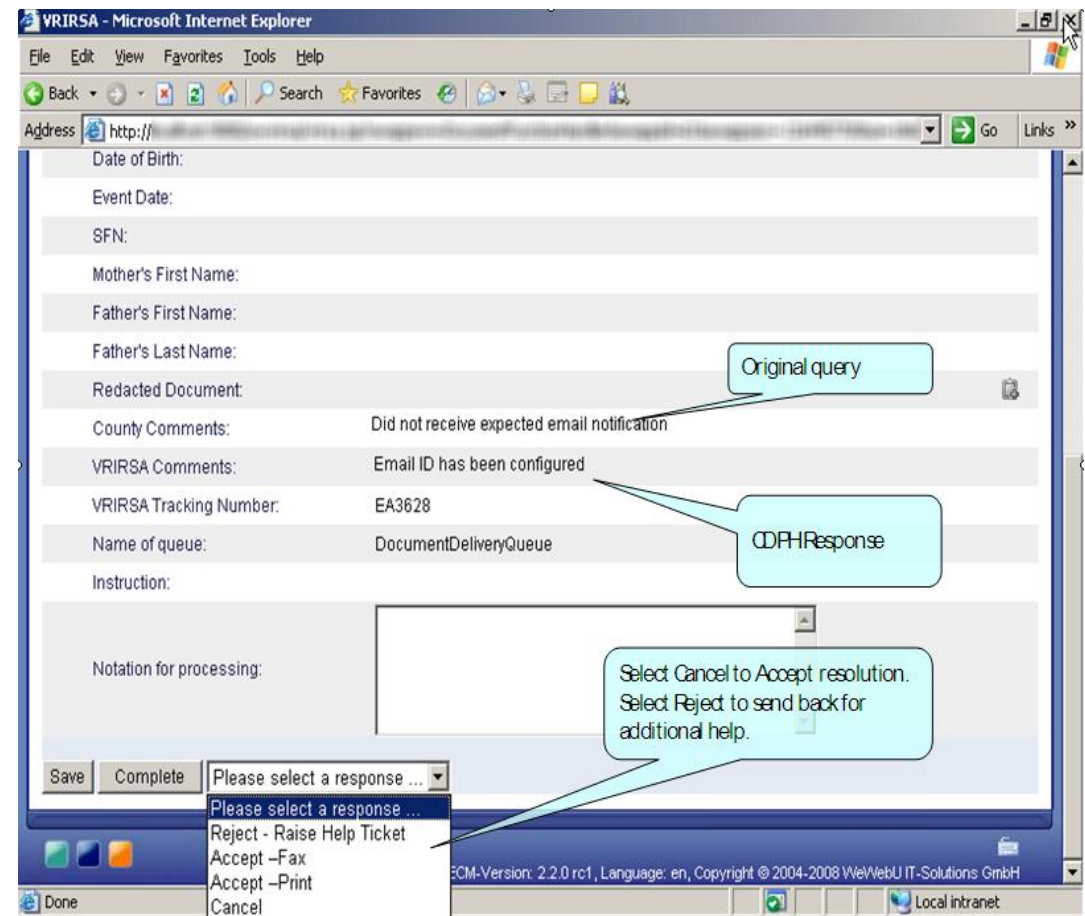 VRIRSA - Microsoft Internet Explorer
File Edit View Favorites Tools Help
Back Search Favorites
Address http:// Go Links »
Date of Birth:
Event Date:
SFN:
Mother's First Name:
Father's First Name:
Father's Last Name:
Original query
Redacted Document:
County Comments: Did not receive expected email notification
VRIRSA Comments: Email ID has been configured
VRIRSA Tracking Number: EA3628
Name of queue: DocumentDeliveryQueue
CDPH Response
Instruction:
Notation for processing:
Select Cancel to Accept resolution.
Select Reject to send back for
additional help.
Save Complete Please select a response ...
Please select a response ...
Reject - Raise Help Ticket
Accept –Fax
Accept –Print
Cancel
ECM-Version: 2.2.0 rc1, Language: en, Copyright © 2004-2008 WeWebU IT-Solutions GmbH
Done Local intranet